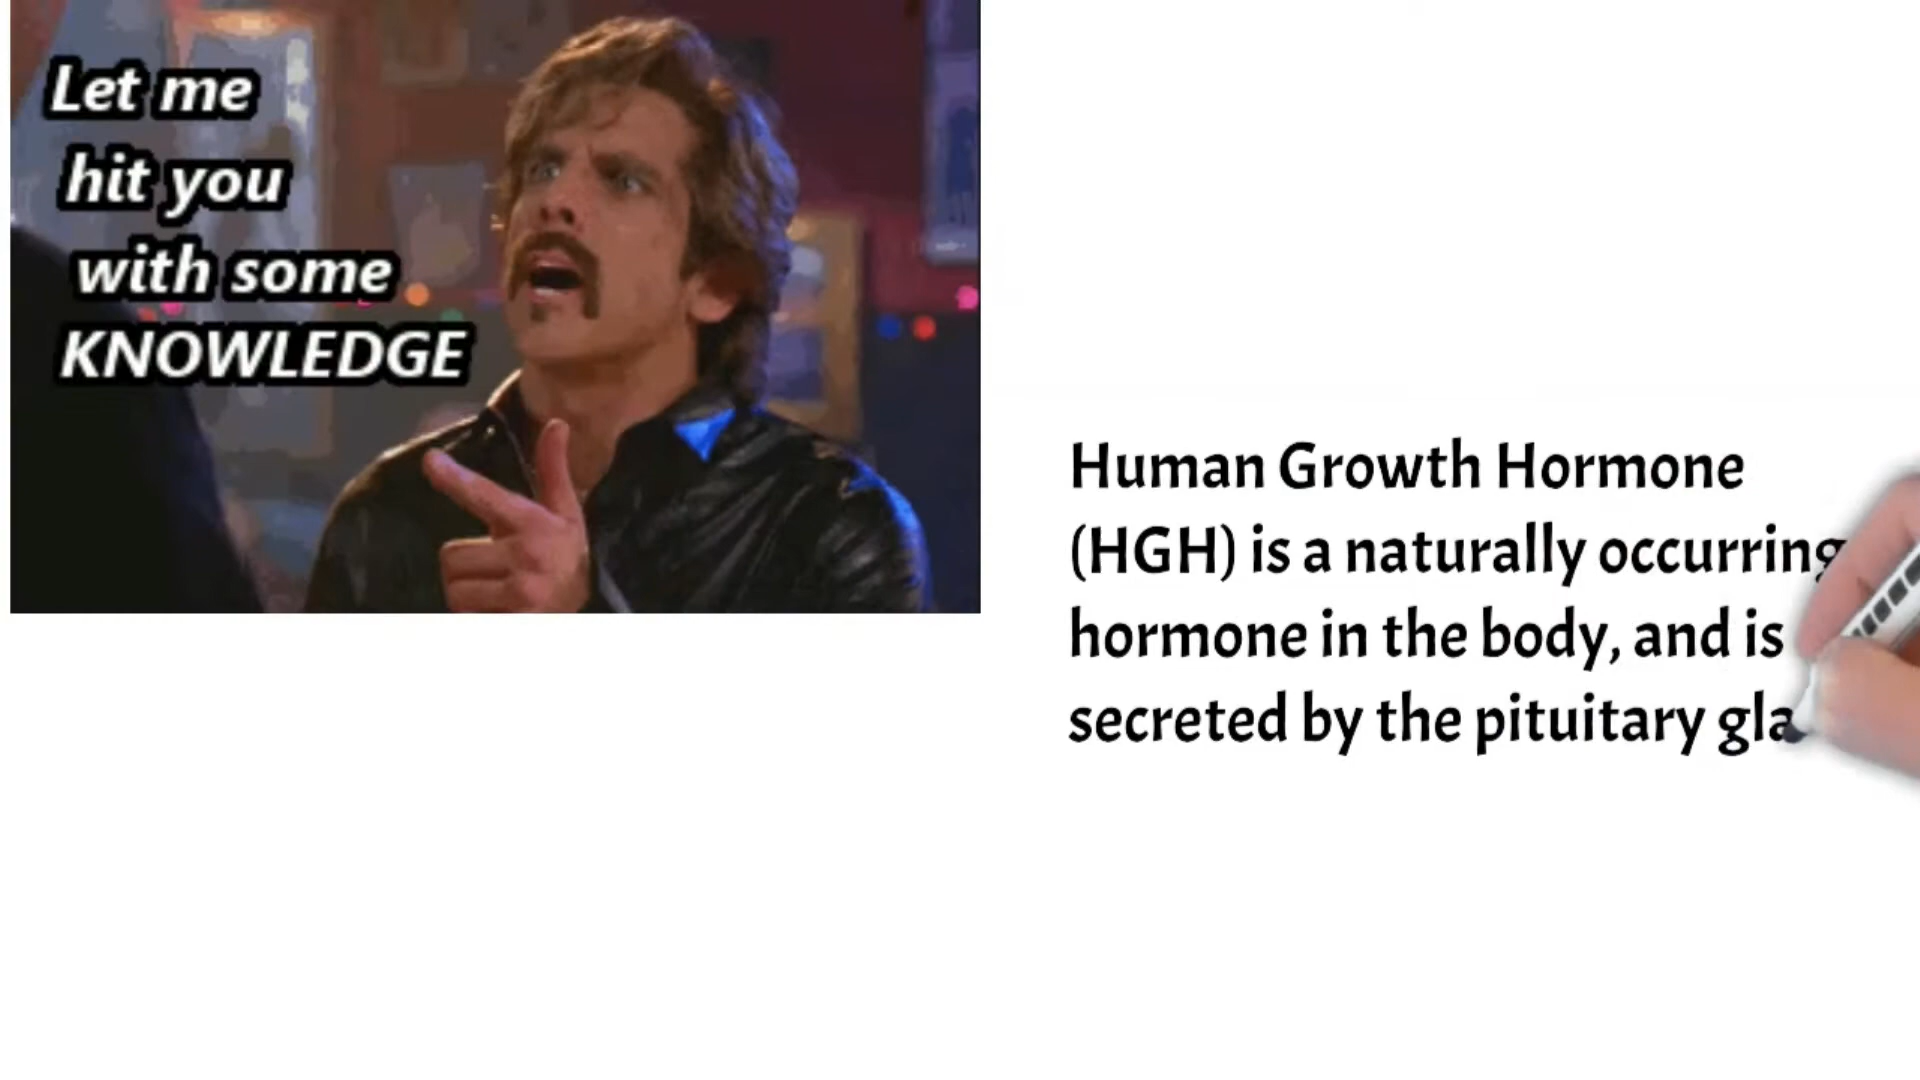 Let me
hit you
with some
KNOWLEDGE
Human Growth Hormone
(HGH) is a naturally occurring
hormone in the body, and is
secreted by the pituitary gla